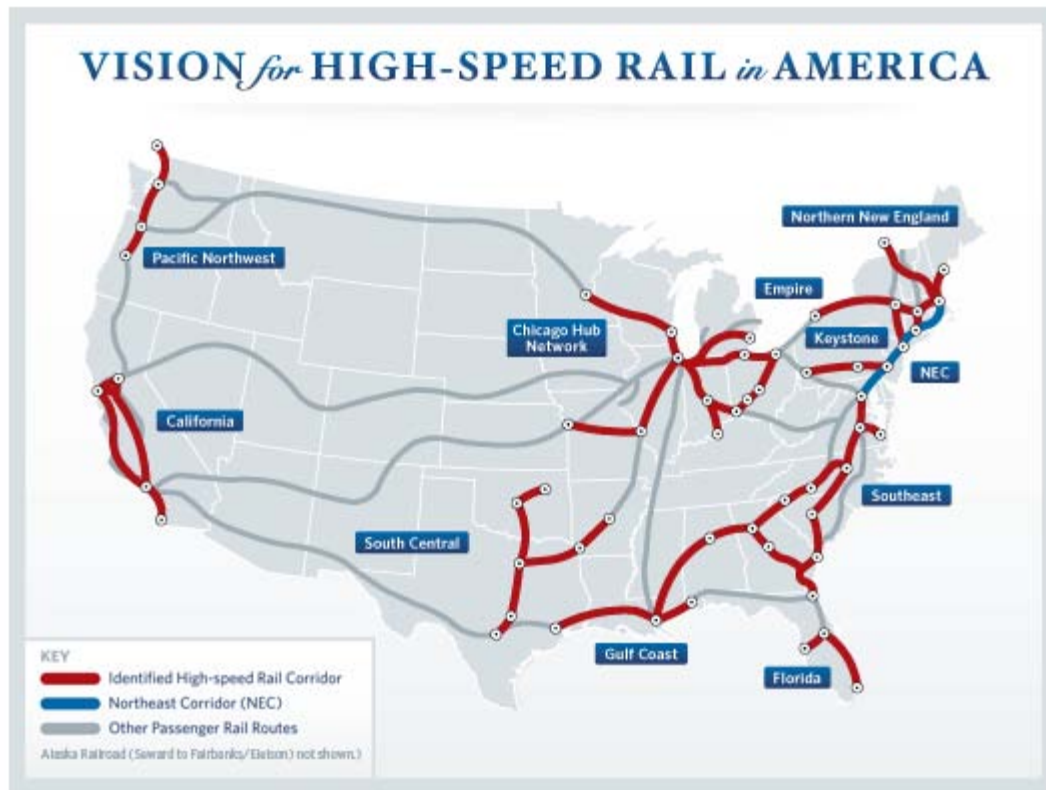 VISION for HIGH-SPEED RAIL in AMERICA
Northern New England
Pacific Northwest
Empire
Chicago Hub
Network
Keystone
NEC
California
Southeast
South Central
Gulf Coast
Florida
KEY
Identified High-speed Rail Corridor
Northeast Corridor (NEC)
Other Passenger Rail Routes
Alaska Railroad (Seward to Fairbanks/Eielson) not shown.)